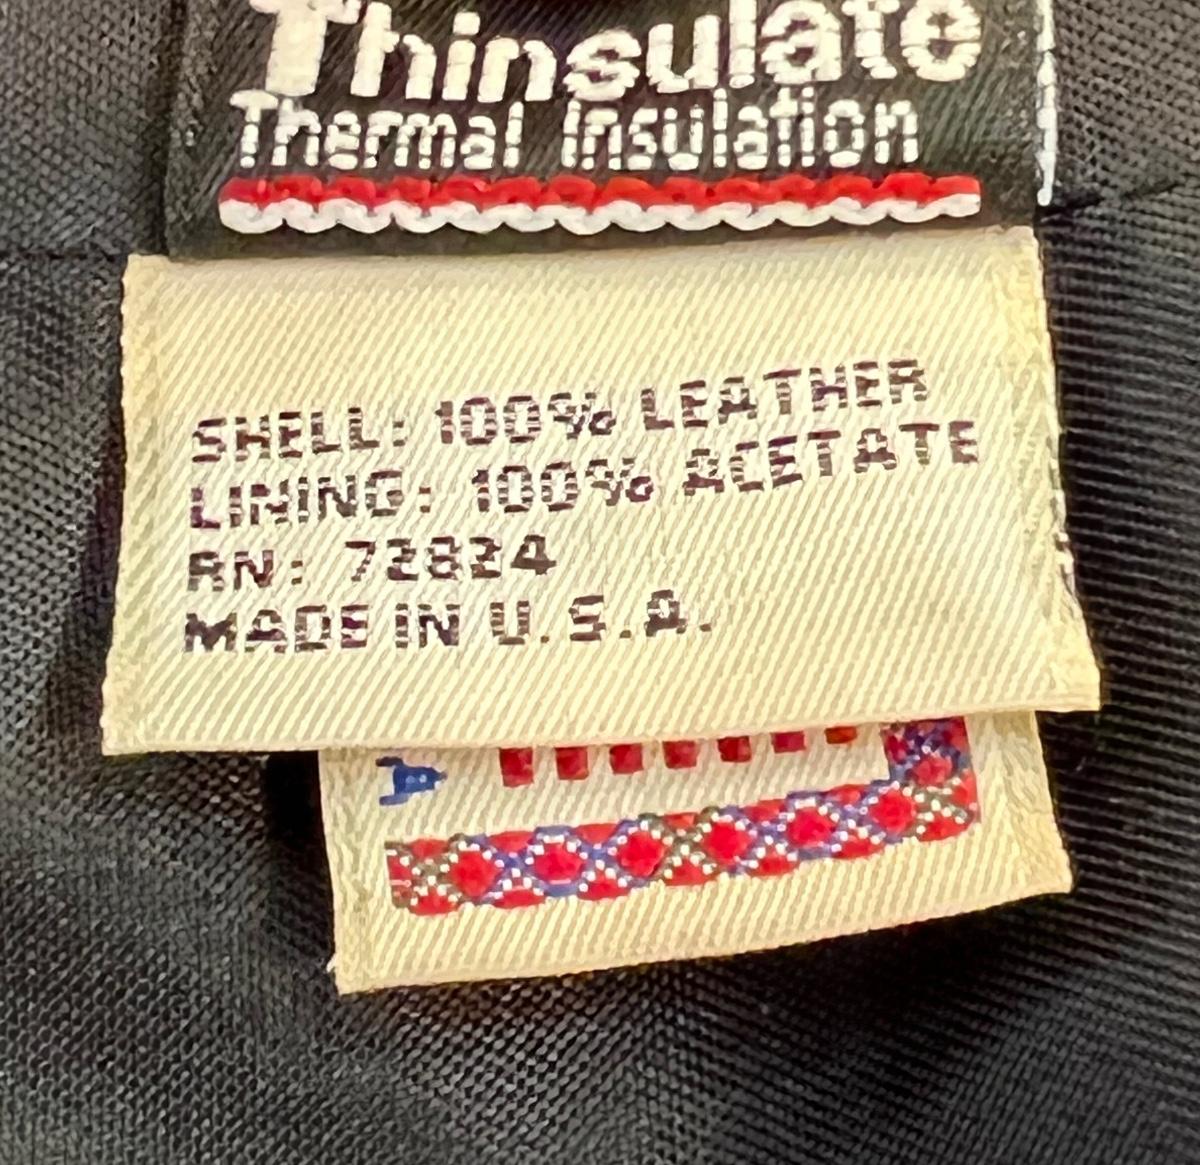 Thinsulate
Thermal Insulation
SHELL: 100% LEATHER
LINING: 100% ACETATE
RN: 72824
MADE IN U.S.A.